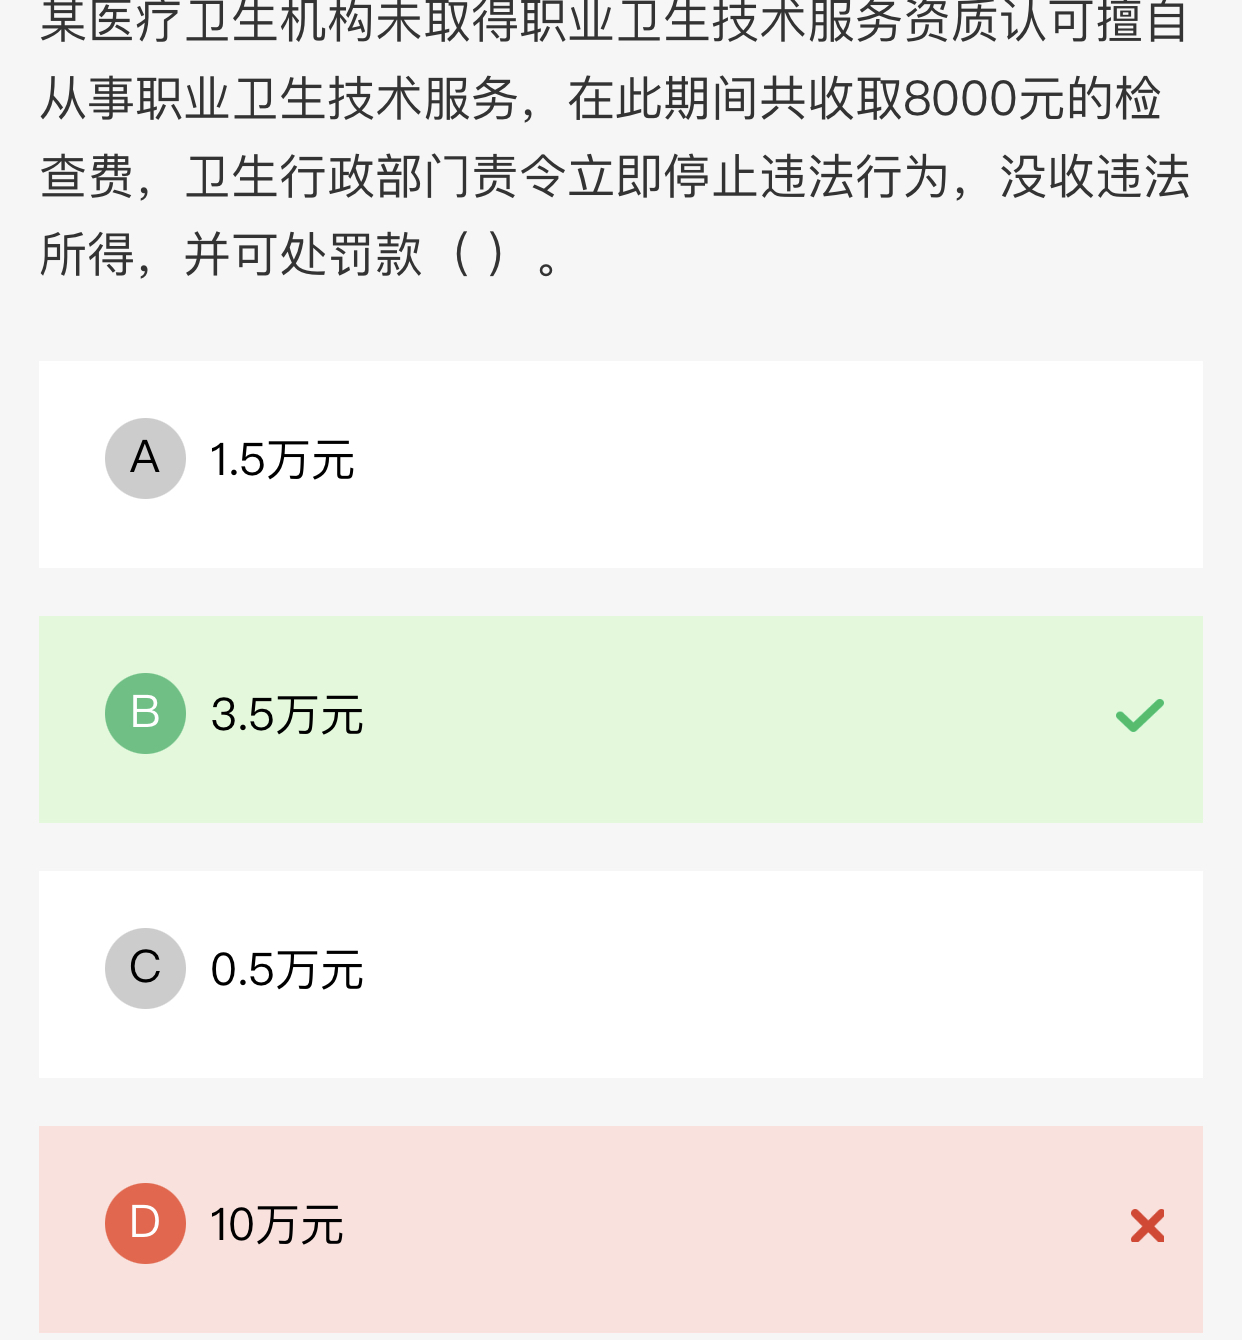 某医疗卫生机构未取得职业卫生技术服务资质认可擅自
从事职业卫生技术服务，在此期间共收取8000元的检
查费，卫生行政部门责令立即停止违法行为，没收违法
所得，并可处罚款（ ）。
A 1.5万元
B 3.5万元
C 0.5万元
D 10万元